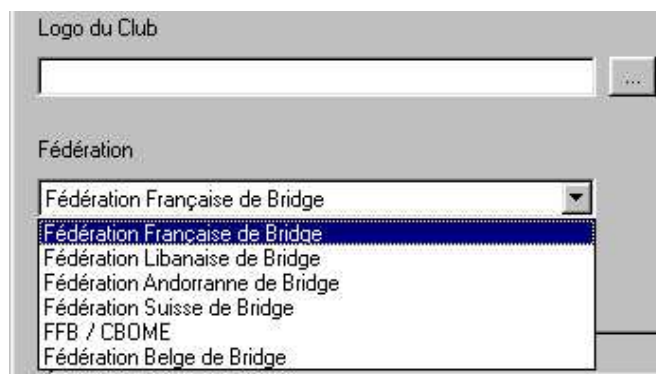 Logo du Club
...
Fédération
Fédération Française de Bridge
Fédération Française de Bridge
Fédération Libanaise de Bridge
Fédération Andorranne de Bridge
Fédération Suisse de Bridge
FFB / CBOME
Fédération Belge de Bridge